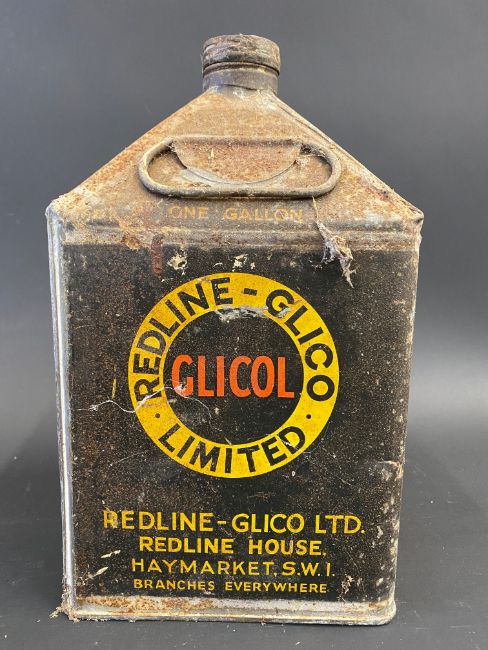 ONE GALLON
REDLINE-GLICO
GLICOL
· LIMITED ·
REDLINE-GLICO LTD.
REDLINE HOUSE,
HAYMARKET, S.W.1.
BRANCHES EVERYWHERE